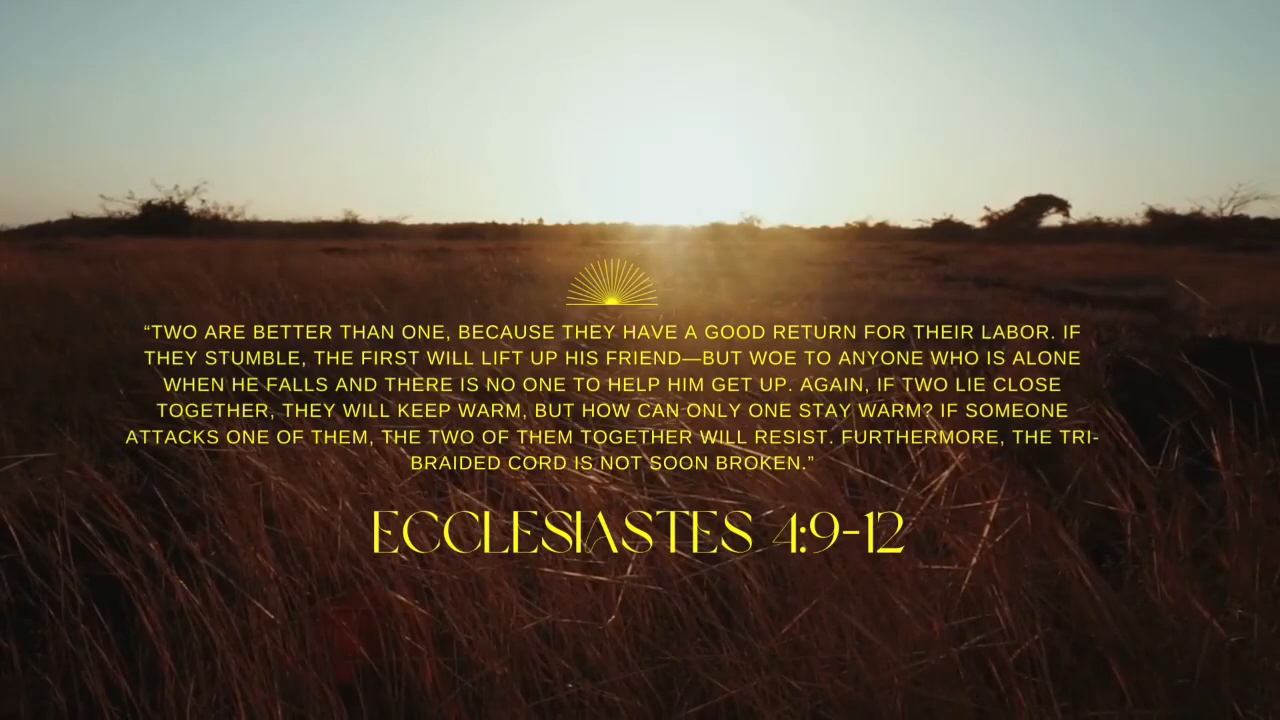 “TWO ARE BETTER THAN ONE, BECAUSE THEY HAVE A GOOD RETURN FOR THEIR LABOR. IF
THEY STUMBLE, THE FIRST WILL LIFT UP HIS FRIEND—BUT WOE TO ANYONE WHO IS ALONE
WHEN HE FALLS AND THERE IS NO ONE TO HELP HIM GET UP. AGAIN, IF TWO LIE CLOSE
TOGETHER, THEY WILL KEEP WARM, BUT HOW CAN ONLY ONE STAY WARM? IF SOMEONE
ATTACKS ONE OF THEM, THE TWO OF THEM TOGETHER WILL RESIST. FURTHERMORE, THE TRI-
BRAIDED CORD IS NOT SOON BROKEN.”
ECCLESIASTES 4:9-12